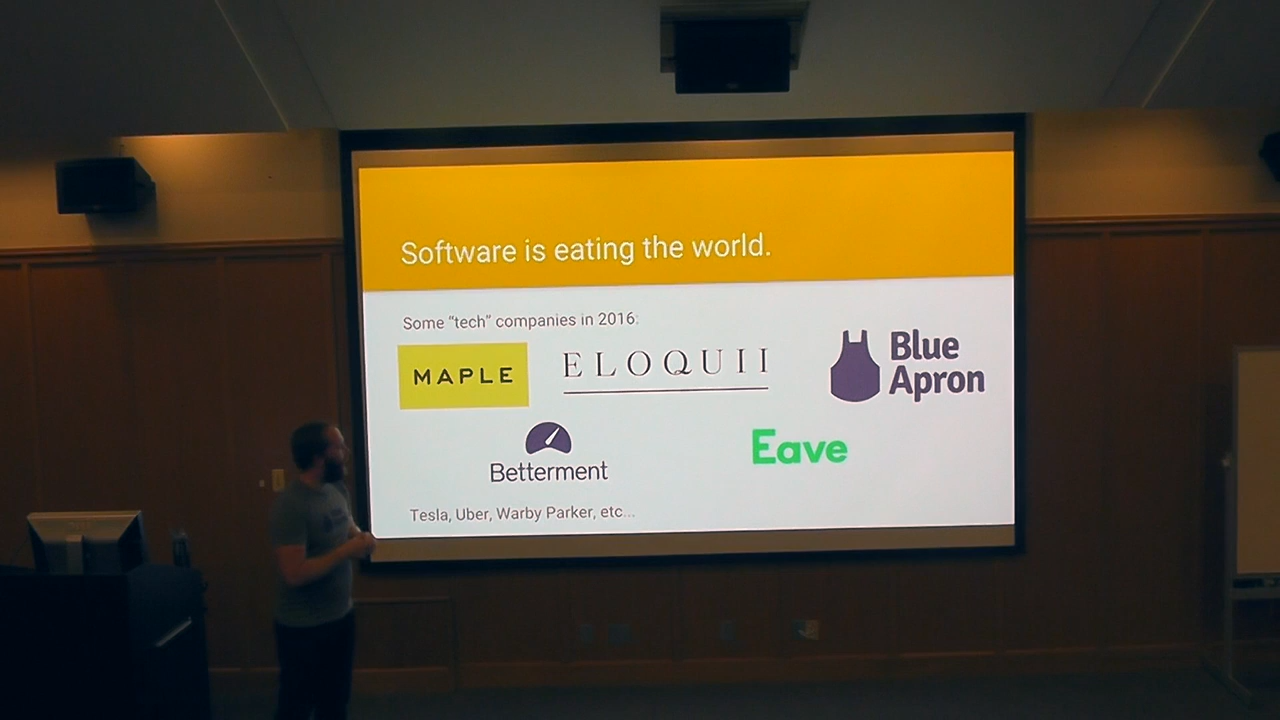 Software is eating the world.
Some “tech” companies in 2016:
MAPLE
ELOQUII
Blue
Apron
Betterment
Eave
Tesla, Uber, Warby Parker, etc...